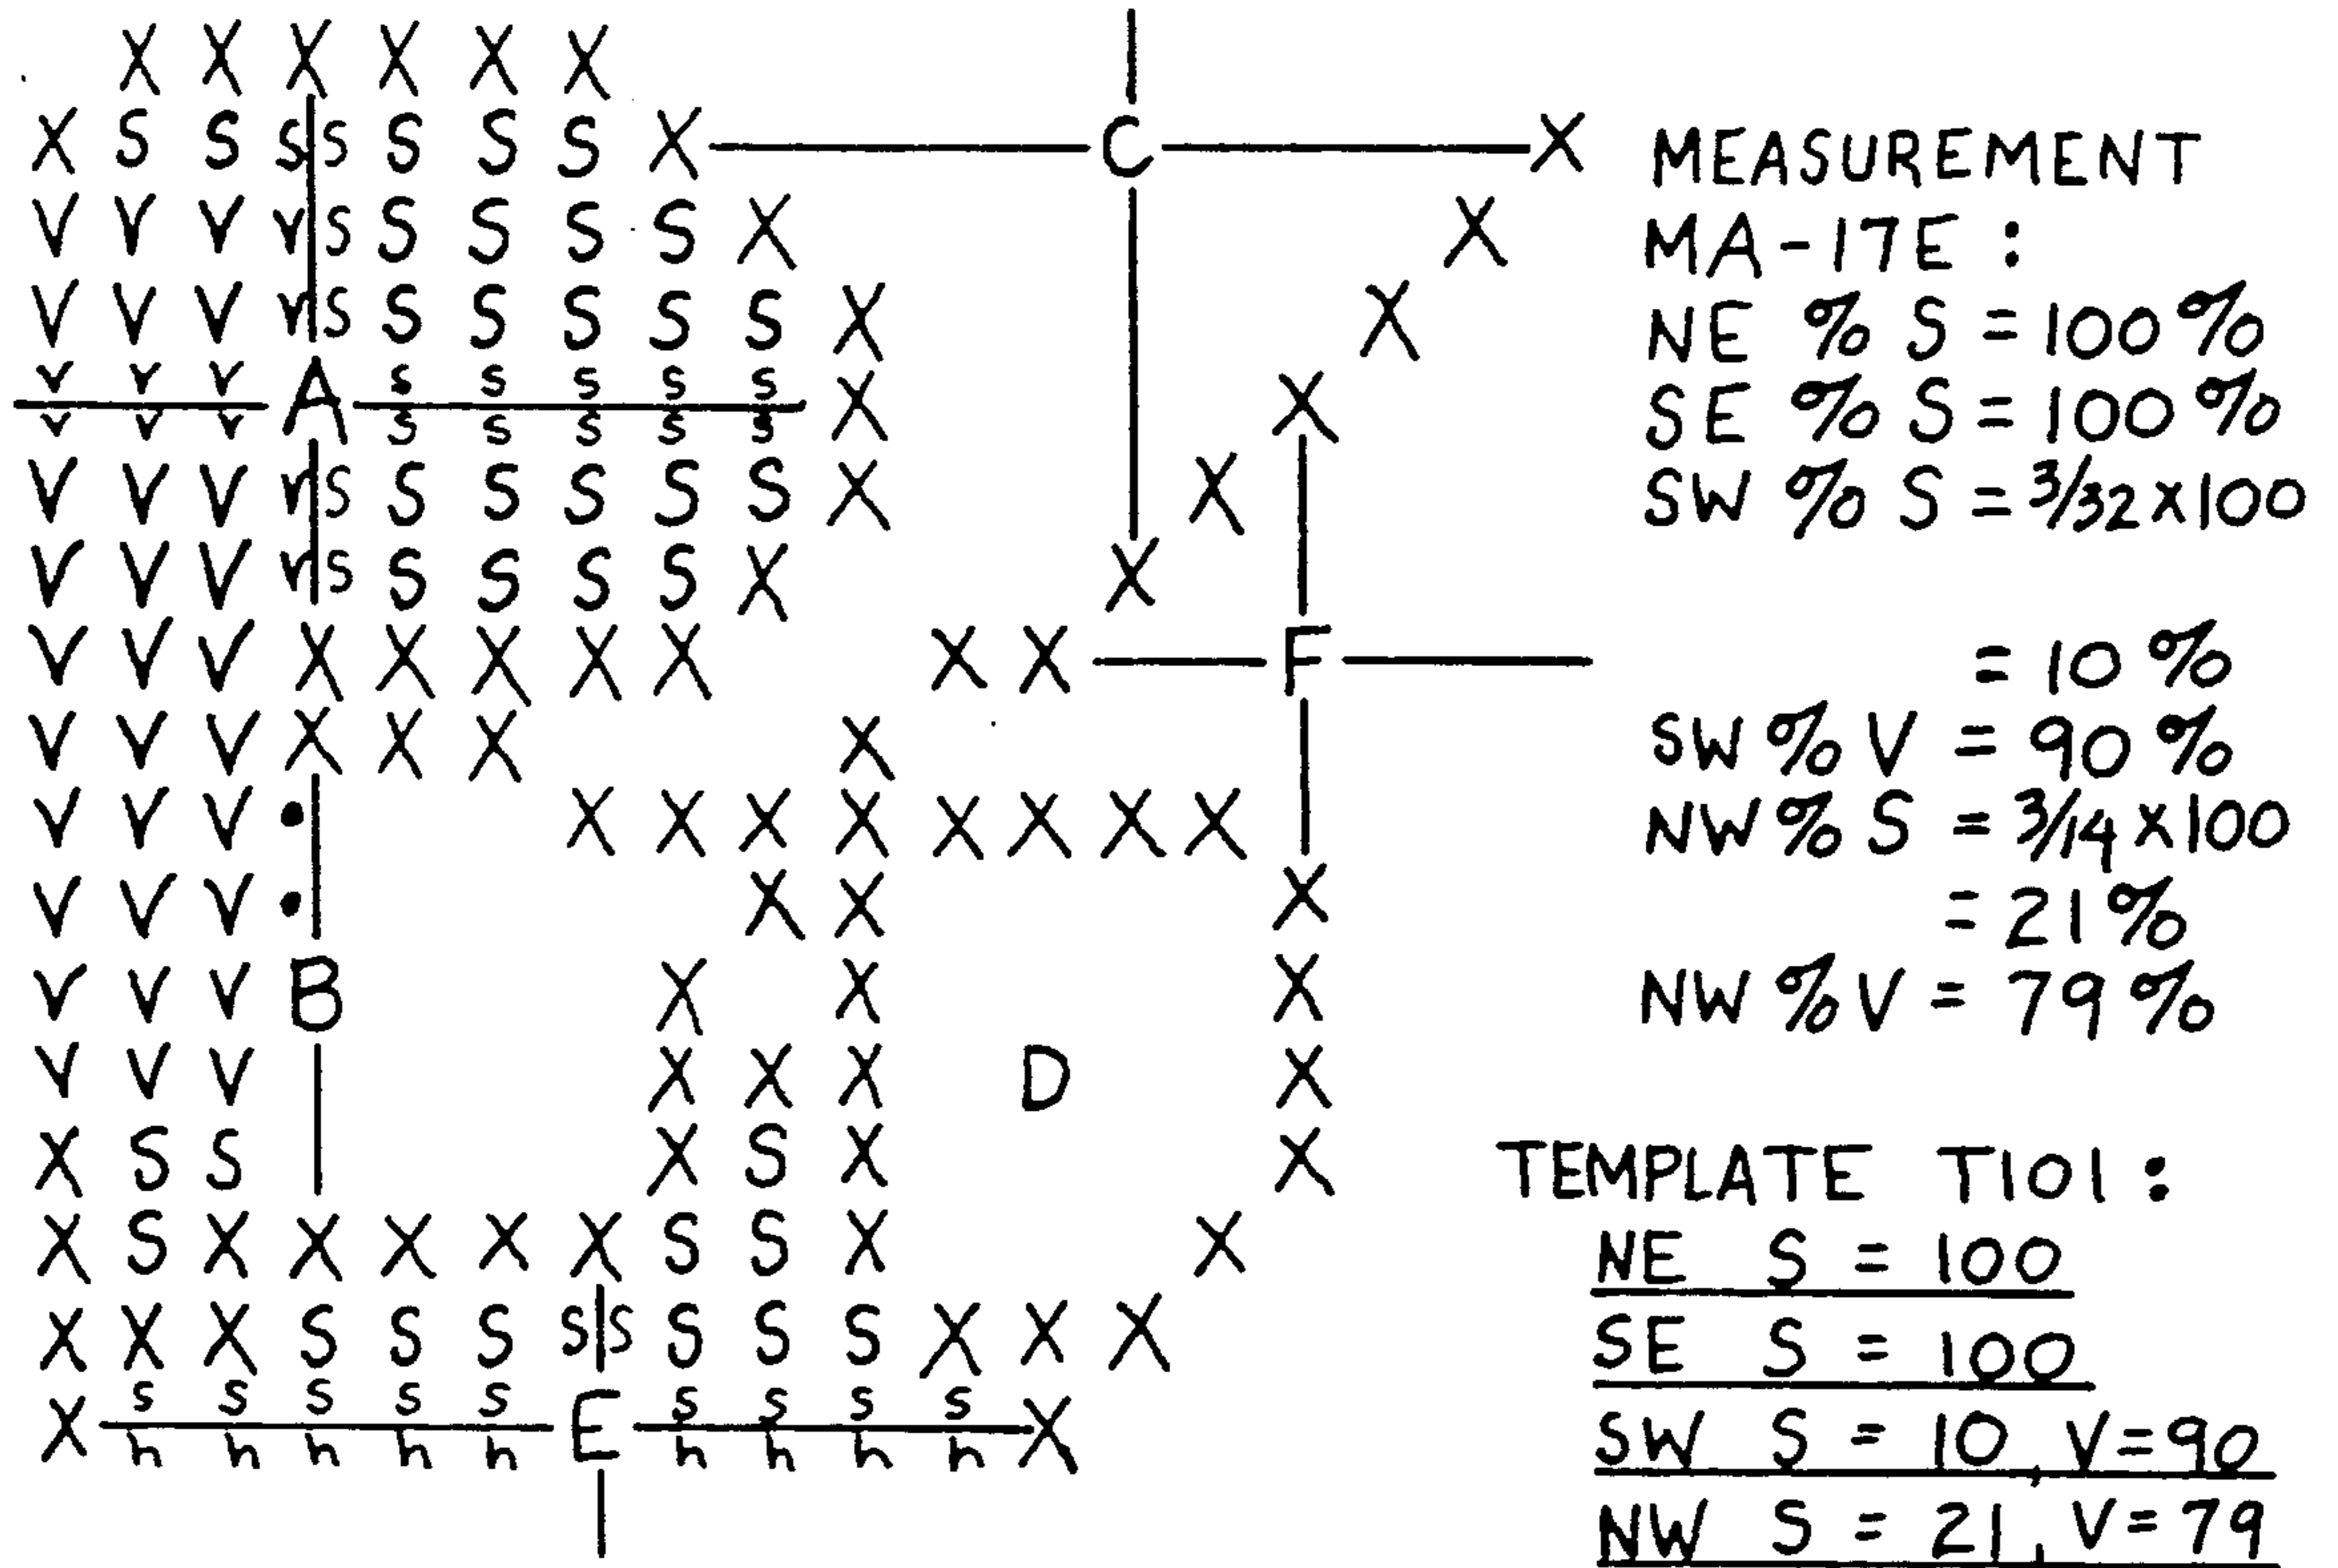 X X X X X X
X S S S S S S S X C X MEASUREMENT
V V V V S S S S S X X MA-17E :
V V V V S S S S S S X X NE % S = 100%
V V V S S S S S
A X X SE % S = 100%
V V V S S S S S
V V V V S S S S S S X X SW % S = 3/32 X 100
V V V V S S S S S X X
V V V X X X X X X X F = 10%
V V V X X X X SW % V = 90%
V V V X X X X X X X X NW % S = 3/14 X 100
V V V X X X = 21%
V V V B X X X NW % V = 79%
V V V X X X D X
X S S X S X X TEMPLATE T101 :
X S X X X X X S S X X NE S = 100
X X X S S S S S S S S X X X SE S = 100
S S S S S S S S S
X E X SW S = 10, V = 90
h h h h h h h h h
NW S = 21, V = 79